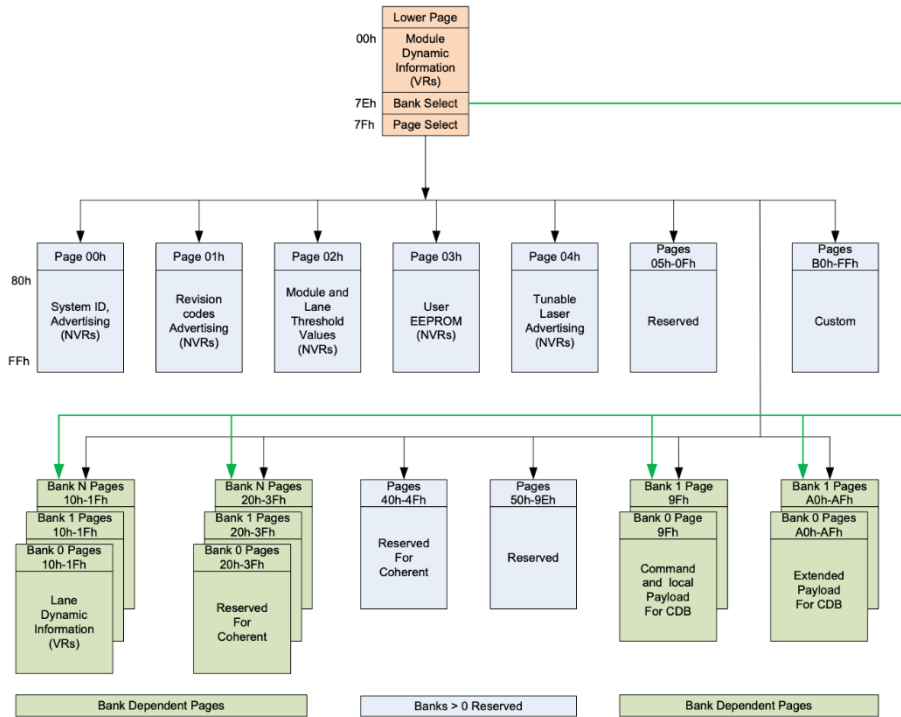 Lower Page
00h
Module
Dynamic
Information
(VRs)
7Eh
Bank Select
7Fh
Page Select
Page 00h
80h
System ID,
Advertising
(NVRs)
FFh
Page 01h
Revision
codes
Advertising
(NVRs)
Page 02h
Module and
Lane
Threshold
Values
(NVRs)
Page 03h
User
EEPROM
(NVRs)
Page 04h
Tunable
Laser
Advertising
(NVRs)
Pages
05h-0Fh
Reserved
Pages
B0h-FFh
Custom
Bank N Pages
10h-1Fh
Bank 1 Pages
10h-1Fh
Bank 0 Pages
10h-1Fh
Lane
Dynamic
Information
(VRs)
Bank N Pages
20h-3Fh
Bank 1 Pages
20h-3Fh
Bank 0 Pages
20h-3Fh
Reserved
For
Coherent
Pages
40h-4Fh
Reserved
For
Coherent
Pages
50h-9Eh
Reserved
Bank 1 Page
9Fh
Bank 0 Page
9Fh
Command
and local
Payload
For CDB
Bank 1 Pages
A0h-AFh
Bank 0 Pages
A0h-AFh
Extended
Payload
For CDB
Bank Dependent Pages
Banks > 0 Reserved
Bank Dependent Pages